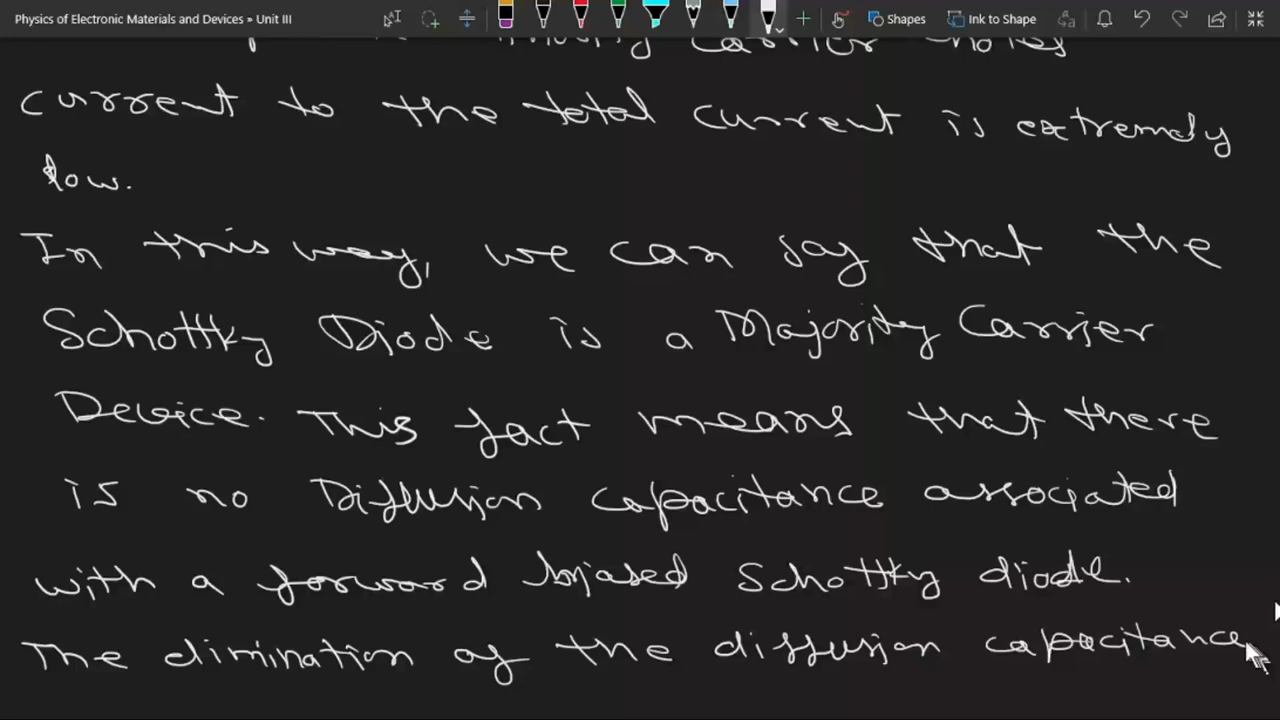 Physics of Electronic Materials and Devices » Unit III
Shapes
Ink to Shape
carrier
current to the total current is extremely
low.
In this way, we can say that the
Schottky Diode is a Majority Carrier
Device. This fact means that there
is no Diffusion capacitance associated
with a forward biased Schottky diode.
The elimination of the diffusion capacitance